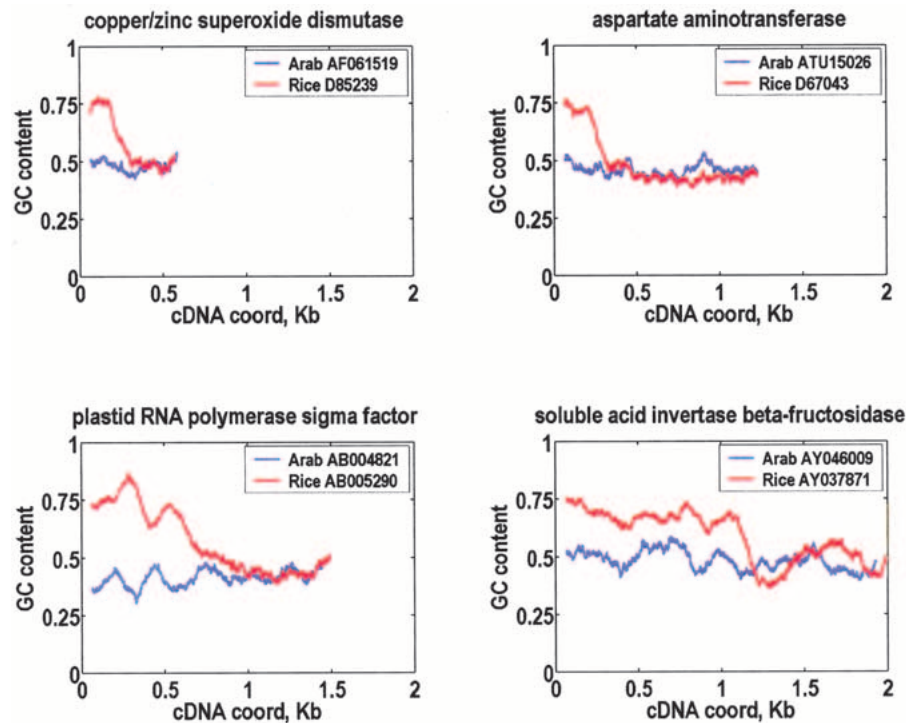 copper/zinc superoxide dismutase
1
0.75
0.5
0.25
0
GC content
Arab AF061519
Rice D85239
0 0.5 1 1.5 2
cDNA coord, Kb
aspartate aminotransferase
1
0.75
0.5
0.25
0
GC content
Arab ATU15026
Rice D67043
0 0.5 1 1.5 2
cDNA coord, Kb
plastid RNA polymerase sigma factor
1
0.75
0.5
0.25
0
GC content
Arab AB004821
Rice AB005290
0 0.5 1 1.5 2
cDNA coord, Kb
soluble acid invertase beta-fructosidase
1
0.75
0.5
0.25
0
GC content
Arab AY046009
Rice AY037871
0 0.5 1 1.5 2
cDNA coord, Kb